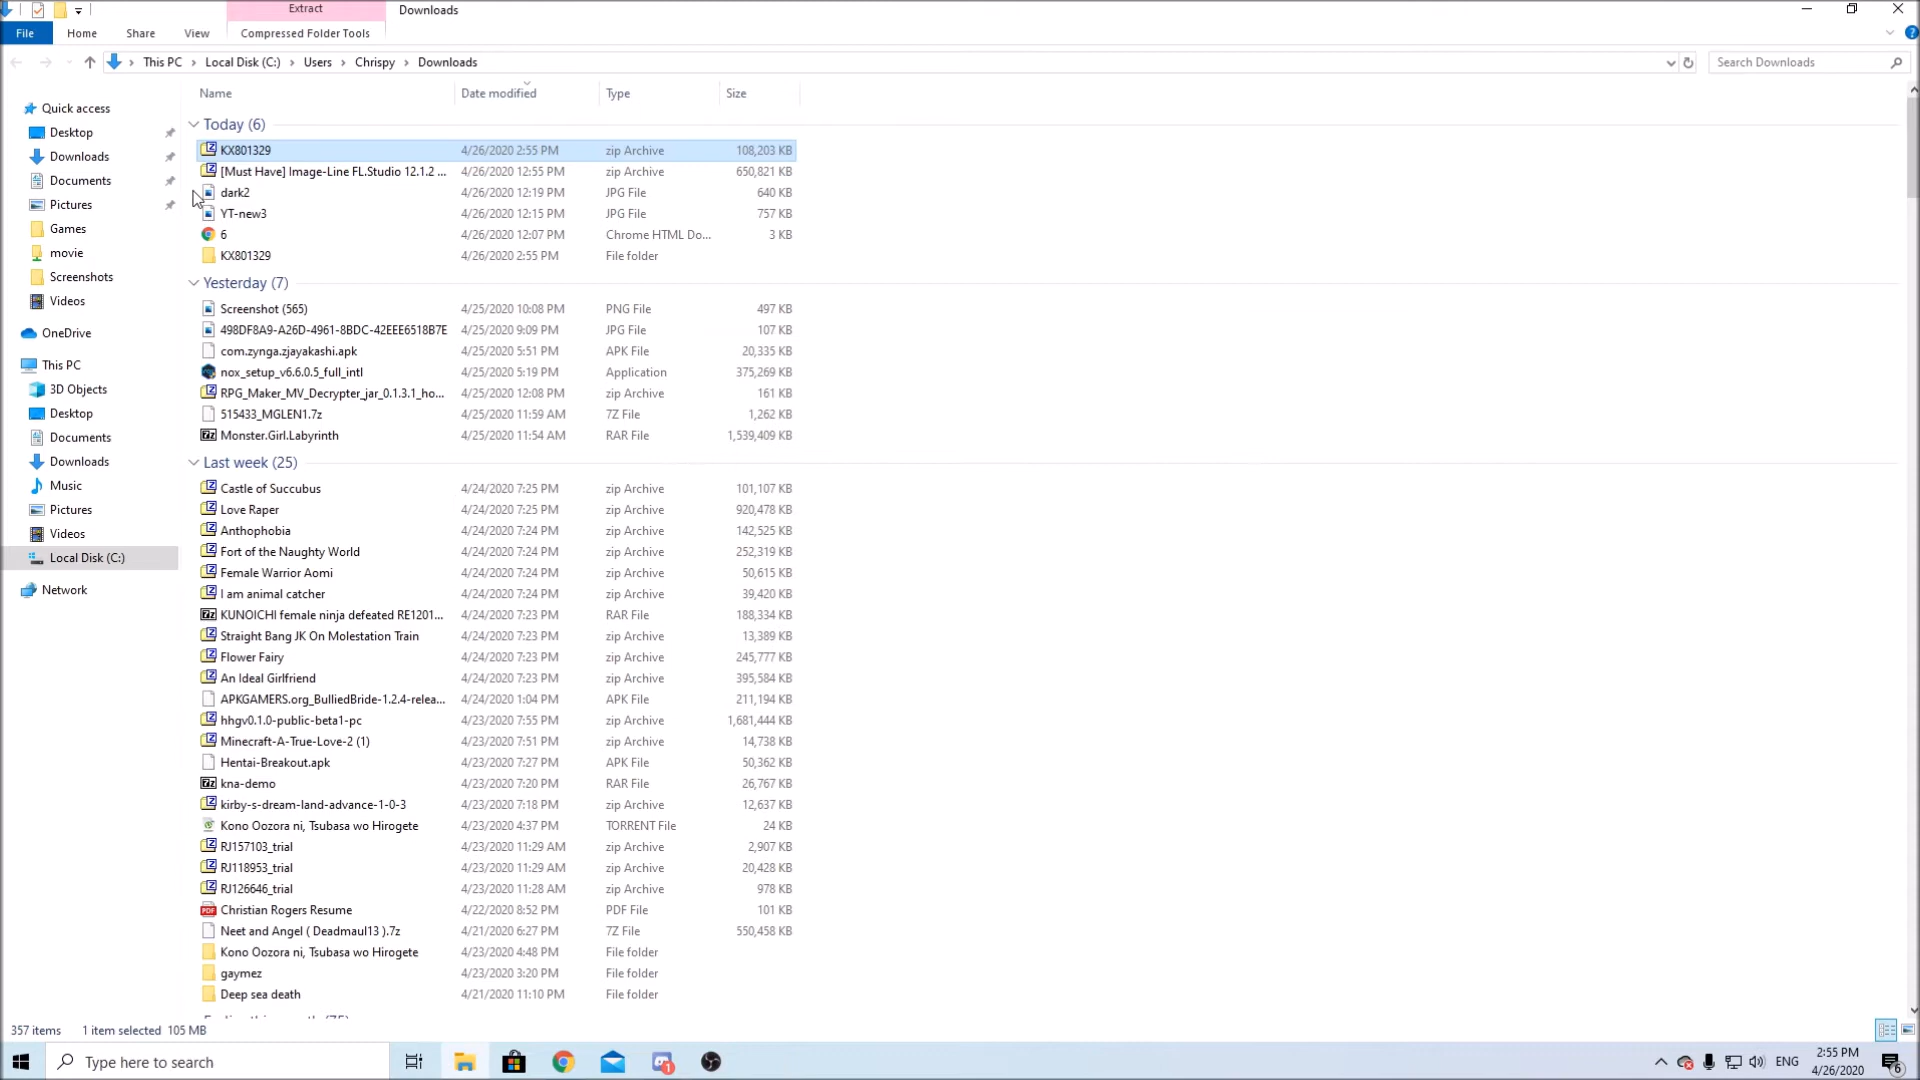 Extract Downloads
File Home Share View Compressed Folder Tools
This PC > Local Disk (C:) > Users > Chrispy > Downloads Search Downloads
Name Date modified Type Size
Quick access
Desktop
Downloads
Documents
Pictures
Games
movie
Screenshots
Videos
OneDrive
This PC
3D Objects
Desktop
Documents
Downloads
Music
Pictures
Videos
Local Disk (C:)
Network
Today (6)
KX801329 4/26/2020 2:55 PM zip Archive 108,203 KB
[Must Have] Image-Line FL.Studio 12.1.2 ... 4/26/2020 12:55 PM zip Archive 650,821 KB
dark2 4/26/2020 12:19 PM JPG File 640 KB
YT-new3 4/26/2020 12:15 PM JPG File 757 KB
6 4/26/2020 12:07 PM Chrome HTML Do... 3 KB
KX801329 4/26/2020 2:55 PM File folder
Yesterday (7)
Screenshot (565) 4/25/2020 10:08 PM PNG File 497 KB
498DF8A9-A26D-4961-8BDC-42EEE6518B7E 4/25/2020 9:09 PM JPG File 107 KB
com.zynga.zjayakashi.apk 4/25/2020 5:51 PM APK File 20,335 KB
nox_setup_v6.6.0.5_full_intl 4/25/2020 5:19 PM Application 375,269 KB
RPG_Maker_MV_Decrypter_jar_0.1.3.1_ho... 4/25/2020 12:08 PM zip Archive 161 KB
515433_MGLEN1.7z 4/25/2020 11:59 AM 7Z File 1,262 KB
Monster.Girl.Labyrinth 4/25/2020 11:54 AM RAR File 1,539,409 KB
Last week (25)
Castle of Succubus 4/24/2020 7:25 PM zip Archive 101,107 KB
Love Raper 4/24/2020 7:25 PM zip Archive 920,478 KB
Anthophobia 4/24/2020 7:24 PM zip Archive 142,525 KB
Fort of the Naughty World 4/24/2020 7:24 PM zip Archive 252,319 KB
Female Warrior Aomi 4/24/2020 7:24 PM zip Archive 50,615 KB
I am animal catcher 4/24/2020 7:24 PM zip Archive 39,420 KB
KUNOICHI female ninja defeated RE1201... 4/24/2020 7:23 PM RAR File 188,334 KB
Straight Bang JK On Molestation Train 4/24/2020 7:23 PM zip Archive 13,389 KB
Flower Fairy 4/24/2020 7:23 PM zip Archive 245,777 KB
An Ideal Girlfriend 4/24/2020 7:23 PM zip Archive 395,584 KB
APKGAMERS.org_BulliedBride-1.2.4-relea... 4/24/2020 1:04 PM APK File 211,194 KB
hhgv0.1.0-public-beta1-pc 4/23/2020 7:55 PM zip Archive 1,681,444 KB
Minecraft-A-True-Love-2 (1) 4/23/2020 7:51 PM zip Archive 14,738 KB
Hentai-Breakout.apk 4/23/2020 7:27 PM APK File 50,362 KB
kna-demo 4/23/2020 7:20 PM RAR File 26,767 KB
kirby-s-dream-land-advance-1-0-3 4/23/2020 7:18 PM zip Archive 12,637 KB
Kono Oozora ni, Tsubasa wo Hirogete 4/23/2020 4:37 PM TORRENT File 24 KB
RJ157103_trial 4/23/2020 11:29 AM zip Archive 2,907 KB
RJ118953_trial 4/23/2020 11:29 AM zip Archive 20,428 KB
RJ126646_trial 4/23/2020 11:28 AM zip Archive 978 KB
Christian Rogers Resume 4/22/2020 8:52 PM PDF File 101 KB
Neet and Angel ( Deadmaul13 ).7z 4/21/2020 6:27 PM 7Z File 550,458 KB
Kono Oozora ni, Tsubasa wo Hirogete 4/23/2020 4:48 PM File folder
gaymez 4/23/2020 3:20 PM File folder
Deep sea death 4/21/2020 11:10 PM File folder
357 items 1 item selected 105 MB
Type here to search 1 ENG 2:55 PM
4/26/2020 6